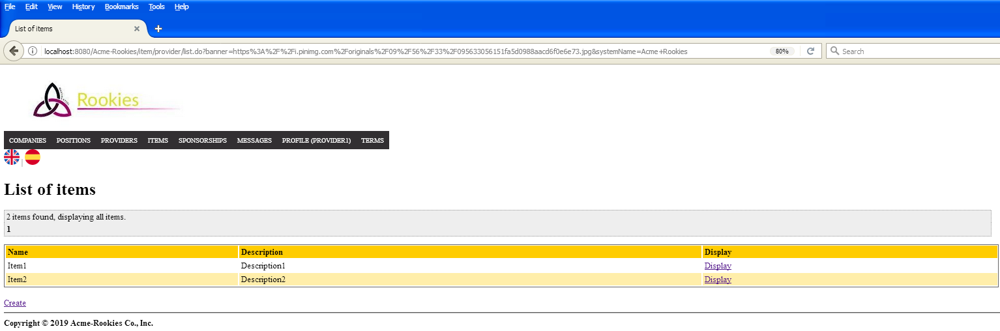 File Edit View History Bookmarks Tools Help
List of items
localhost:8080/Acme-Rookies/item/provider/list.do?banner=https%3A%2F%2Fi.pinimg.com%2Foriginals%2F09%2F56%2F33%2F095633056151fa5d0988aacd6f0e6e73.jpg&systemName=Acme+Rookies 80% Search
Rookies
COMPANIES POSITIONS PROVIDERS ITEMS SPONSORSHIPS MESSAGES PROFILE (PROVIDER1) TERMS
|
List of items
2 items found, displaying all items.
1
Name Description Display
Item1 Description1 Display
Item2 Description2 Display
Create
Copyright © 2019 Acme-Rookies Co., Inc.